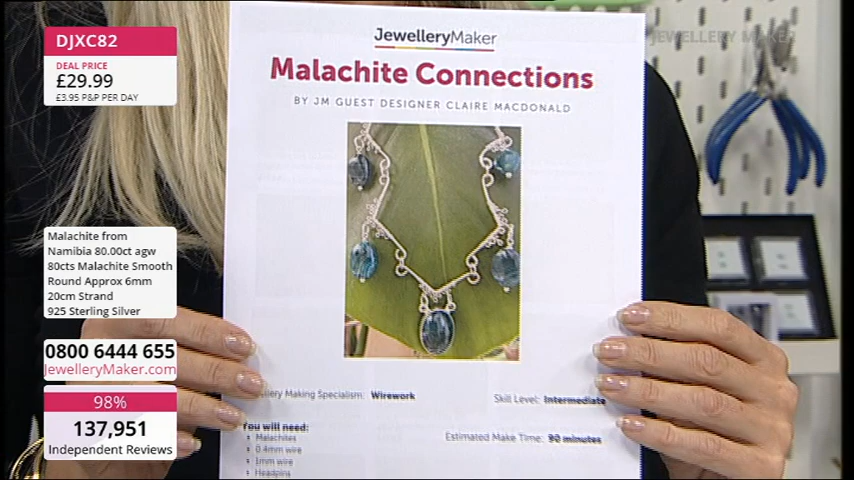 DJXC82
DEAL PRICE
£29.99
£3.95 P&P PER DAY
Malachite from
Namibia 80.00ct agw
80cts Malachite Smooth
Round Approx 6mm
20cm Strand
925 Sterling Silver
0800 6444 655
JewelleryMaker.com
98%
137,951
Independent Reviews
JEWELLERY MAKER
JewelleryMaker
Malachite Connections
BY JM GUEST DESIGNER CLAIRE MACDONALD
Making Specialism: Wirework
Skill Level: Intermediate
You will need:
Estimated Make Time: 90 minutes
• Malachites
• 0.4mm wire
• 1mm wire
• Headpins